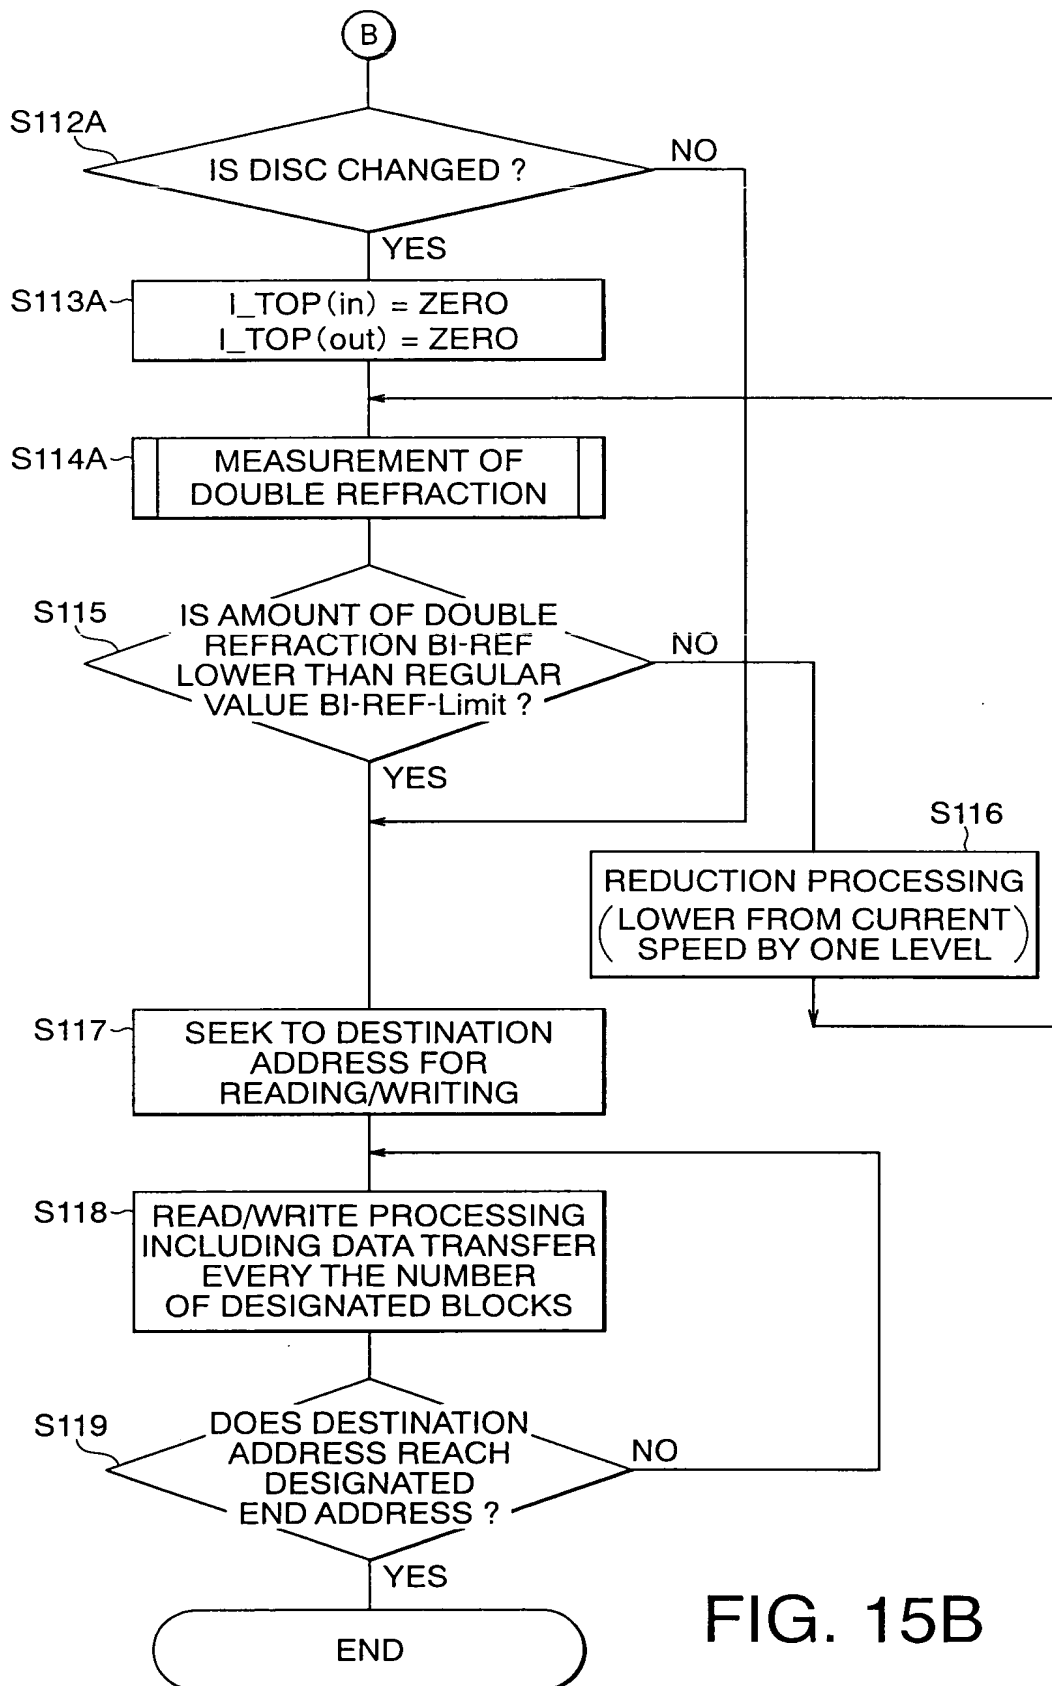 B
S112A
IS DISC CHANGED ?
NO
YES
S113A
I_TOP(in) = ZERO
I_TOP(out) = ZERO
S114A
MEASUREMENT OF
DOUBLE REFRACTION
S115
IS AMOUNT OF DOUBLE
REFRACTION BI-REF
LOWER THAN REGULAR
VALUE BI-REF-Limit ?
NO
YES
S116
REDUCTION PROCESSING
(LOWER FROM CURRENT
SPEED BY ONE LEVEL)
S117
SEEK TO DESTINATION
ADDRESS FOR
READING/WRITING
S118
READ/WRITE PROCESSING
INCLUDING DATA TRANSFER
EVERY THE NUMBER
OF DESIGNATED BLOCKS
S119
DOES DESTINATION
ADDRESS REACH
DESIGNATED
END ADDRESS ?
NO
YES
END
FIG. 15B